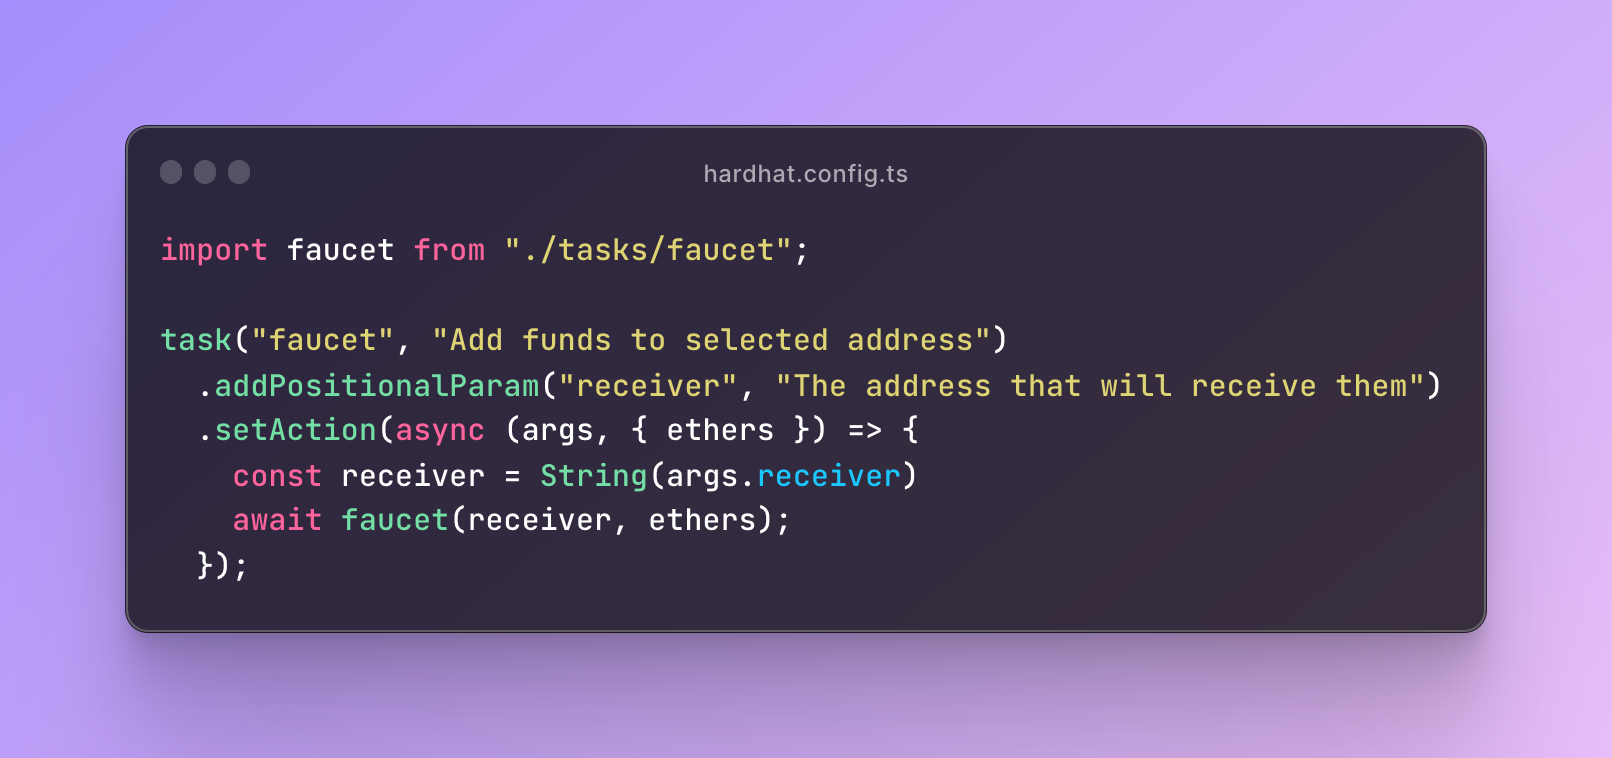 hardhat.config.ts
import faucet from "./tasks/faucet";
task("faucet", "Add funds to selected address")
  .addPositionalParam("receiver", "The address that will receive them")
  .setAction(async (args, { ethers }) => {
    const receiver = String(args.receiver)
    await faucet(receiver, ethers);
  });